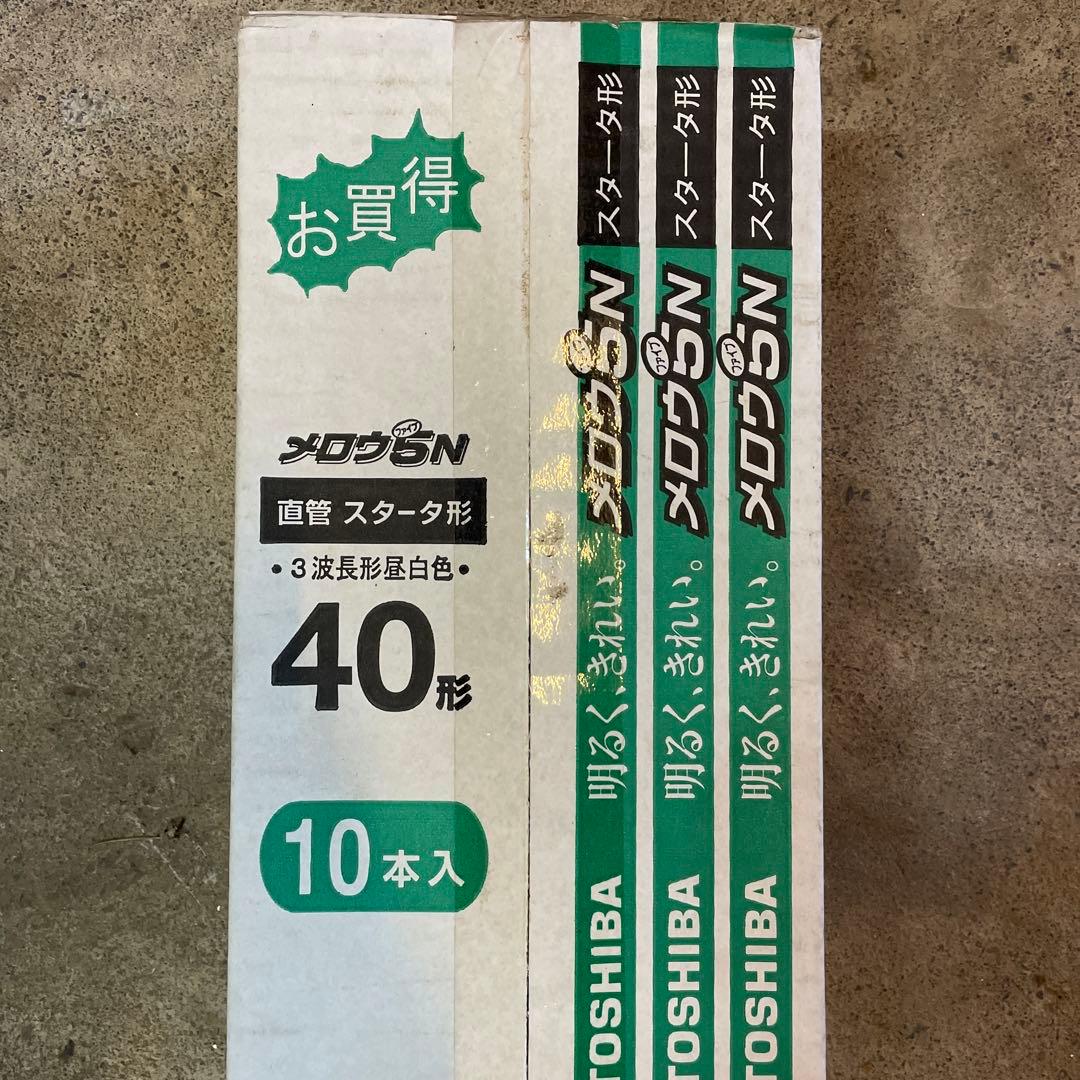 お買得
メロウ5N
ファイブ
直管 スタータ形
・3波長形昼白色・
40形
10本入
TOSHIBA 明るく、きれい。メロウ5N スタータ形
TOSHIBA 明るく、きれい。メロウファイブ5N スタータ形
TOSHIBA 明るく、きれい。メロウファイブ5N スタータ形